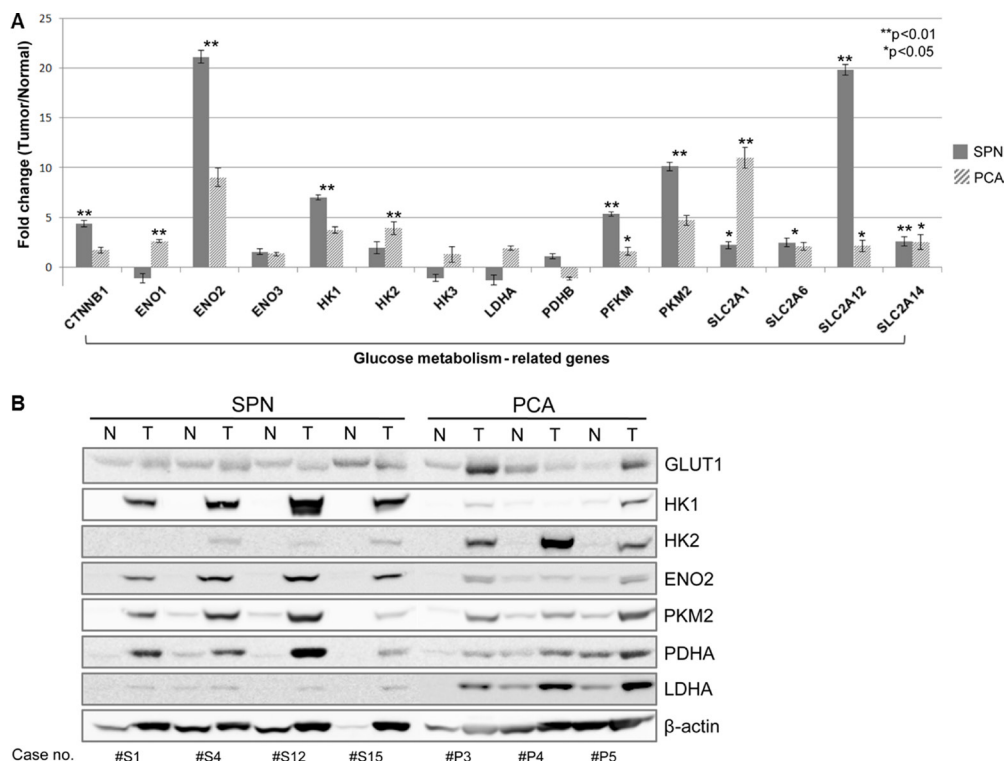 A
25
20
15
10
5
0
Fold change (Tumor/Normal)
**p<0.01
*p<0.05
SPN
PCA
** ** ** ** ** ** * ** * ** * ** * ** *
CTNNB1 ENO1 ENO2 ENO3 HK1 HK2 HK3 LDHA PDHB PFKM PKM2 SLC2A1 SLC2A6 SLC2A12 SLC2A14
Glucose metabolism-related genes
B
SPN PCA
N T N T N T N T N T N T N T
GLUT1
HK1
HK2
ENO2
PKM2
PDHA
LDHA
β-actin
Case no. #S1 #S4 #S12 #S15 #P3 #P4 #P5